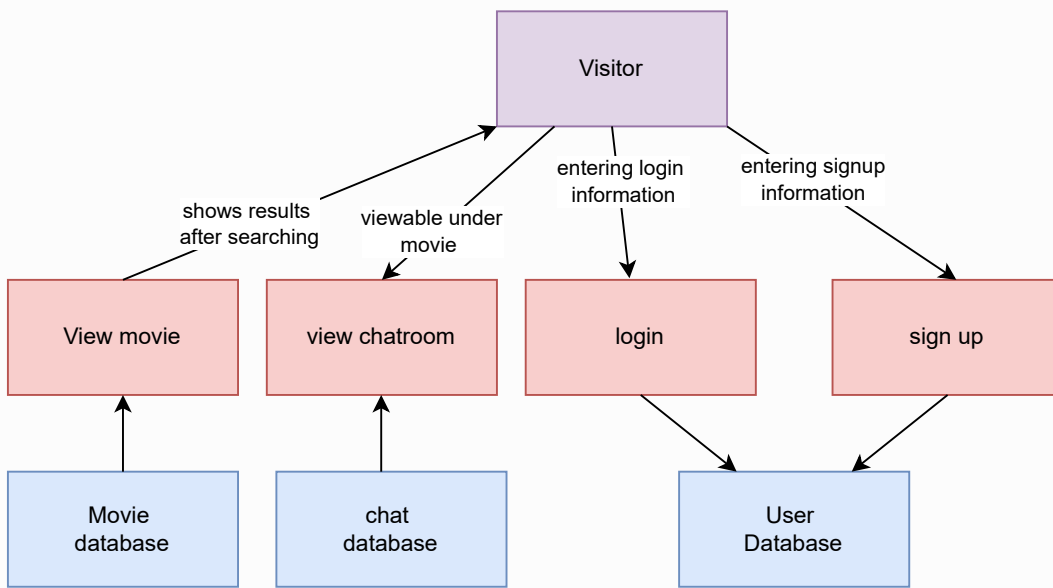 Visitor
entering login
information
entering signup
information
shows results
after searching
viewable under
movie
View movie
view chatroom
login
sign up
Movie
database
chat
database
User
Database